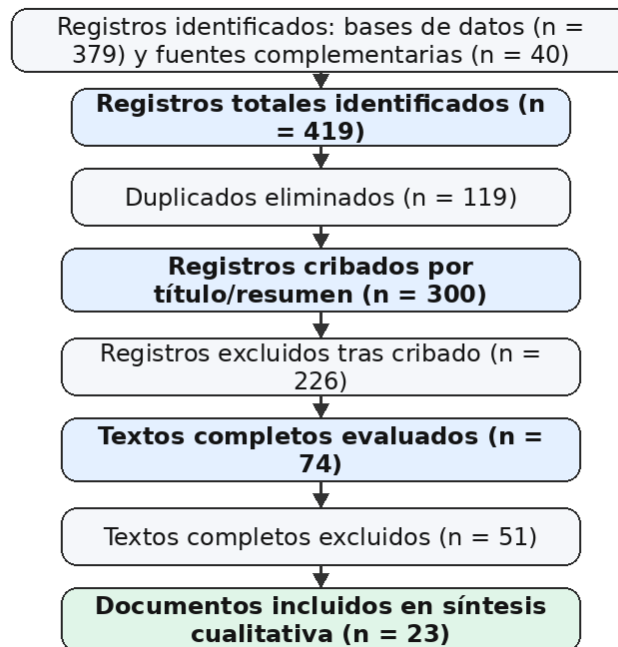 Registros identificados: bases de datos (n =
379) y fuentes complementarias (n = 40)
Registros totales identificados (n
= 419)
Duplicados eliminados (n = 119)
Registros cribados por
título/resumen (n = 300)
Registros excluidos tras cribado (n =
226)
Textos completos evaluados (n =
74)
Textos completos excluidos (n = 51)
Documentos incluidos en síntesis
cualitativa (n = 23)